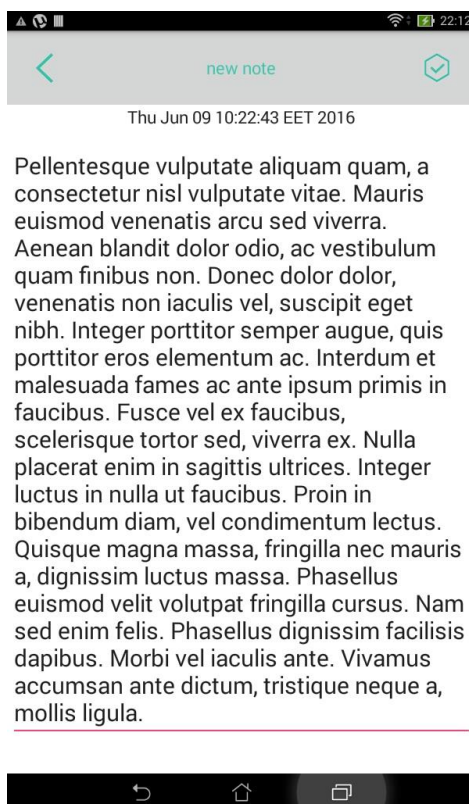 22:12
new note
Thu Jun 09 10:22:43 EET 2016
Pellentesque vulputate aliquam quam, a
consectetur nisl vulputate vitae. Mauris
euismod venenatis arcu sed viverra.
Aenean blandit dolor odio, ac vestibulum
quam finibus non. Donec dolor dolor,
venenatis non iaculis vel, suscipit eget
nibh. Integer porttitor semper augue, quis
porttitor eros elementum ac. Interdum et
malesuada fames ac ante ipsum primis in
faucibus. Fusce vel ex faucibus,
scelerisque tortor sed, viverra ex. Nulla
placerat enim in sagittis ultrices. Integer
luctus in nulla ut faucibus. Proin in
bibendum diam, vel condimentum lectus.
Quisque magna massa, fringilla nec mauris
a, dignissim luctus massa. Phasellus
euismod velit volutpat fringilla cursus. Nam
sed enim felis. Phasellus dignissim facilisis
dapibus. Morbi vel iaculis ante. Vivamus
accumsan ante dictum, tristique neque a,
mollis ligula.